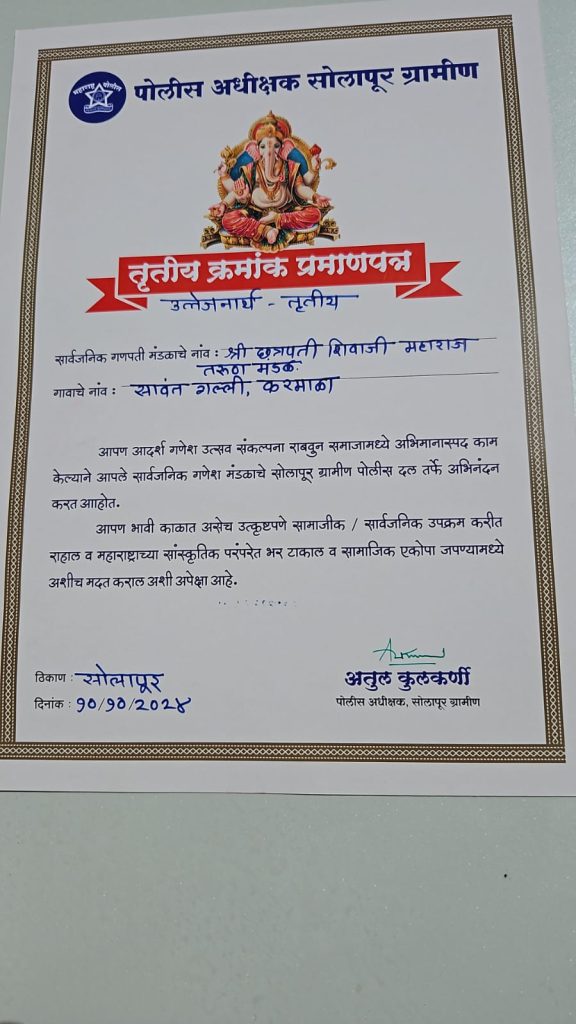 महाराष्ट्र पोलीस
पोलीस अधीक्षक सोलापूर ग्रामीण
तृतीय क्रमांक प्रमाणपत्र
उत्तेजनार्थ - तृतीय
सार्वजनिक गणपती मंडळाचे नांव : श्री छत्रपती शिवाजी महाराज
तरुण मंडळ
गावाचे नांव : सावंत गल्ली, करमाळा
आपण आदर्श गणेश उत्सव संकल्पना राबवुन समाजामध्ये अभिमानास्पद काम
केल्याने आपले सार्वजनिक गणेश मंडळाचे सोलापूर ग्रामीण पोलीस दल तर्फे अभिनंदन
करत आाहोत.
आपण भावी काळात असेच उत्कृष्टपणे सामाजीक / सार्वजनिक उपक्रम करीत
राहाल व महाराष्ट्राच्या सांस्कृतिक परंपरेत भर टाकाल व सामाजिक एकोपा जपण्यामध्ये
अशीच मदत कराल अशी अपेक्षा आहे.
ठिकाण : सोलापूर
दिनांक : १०/१०/2024
अतुल कुलकर्णी
पोलीस अधीक्षक, सोलापूर ग्रामीण